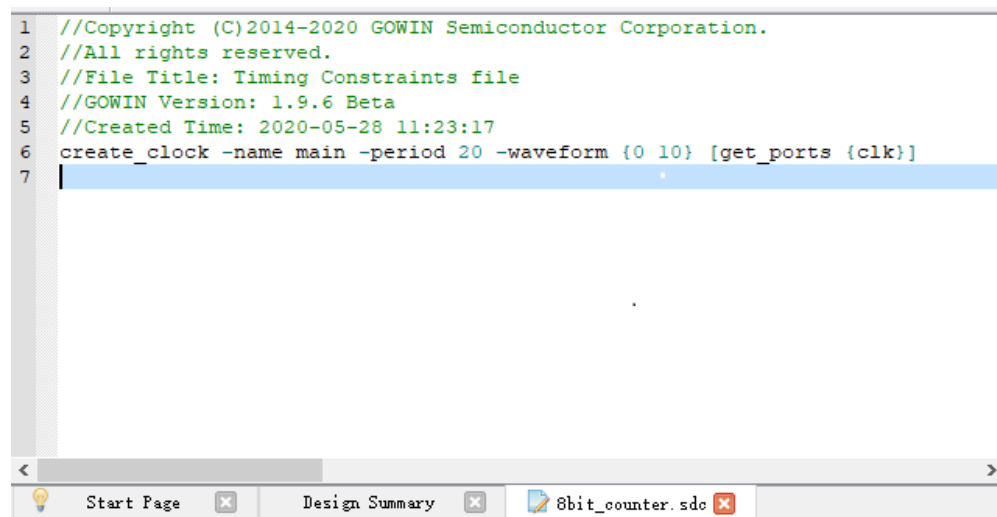 1 //Copyright (C)2014-2020 GOWIN Semiconductor Corporation.
2 //All rights reserved.
3 //File Title: Timing Constraints file
4 //GOWIN Version: 1.9.6 Beta
5 //Created Time: 2020-05-28 11:23:17
6 create_clock -name main -period 20 -waveform {0 10} [get_ports {clk}]
7
Start Page Design Summary 8bit_counter.sdc